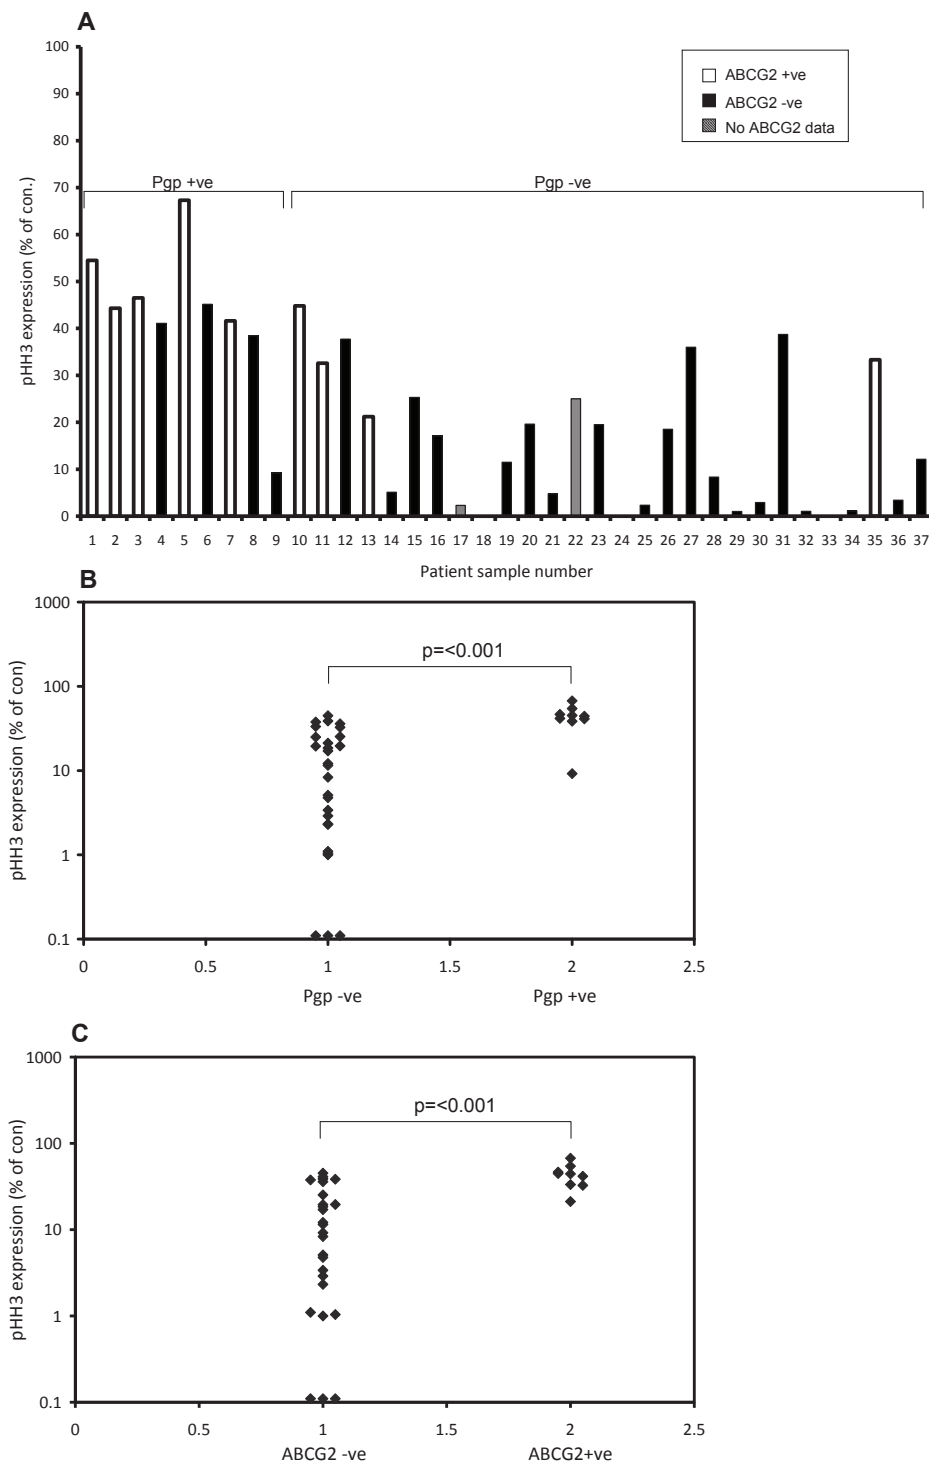 A
100
90
80
70
60
50
40
30
20
10
0
pHH3 expression (% of con.)
ABCG2 +ve
ABCG2 -ve
No ABCG2 data
Pgp +ve
Pgp -ve
1 2 3 4 5 6 7 8 9 10 11 12 13 14 15 16 17 18 19 20 21 22 23 24 25 26 27 28 29 30 31 32 33 34 35 36 37
Patient sample number
B
1000
100
10
1
0.1
pHH3 expression (% of con)
p=<0.001
0 0.5 1 1.5 2 2.5
Pgp -ve Pgp +ve
C
1000
100
10
1
0.1
pHH3 expression (% of con)
p=<0.001
0 0.5 1 1.5 2 2.5
ABCG2 -ve ABCG2+ve